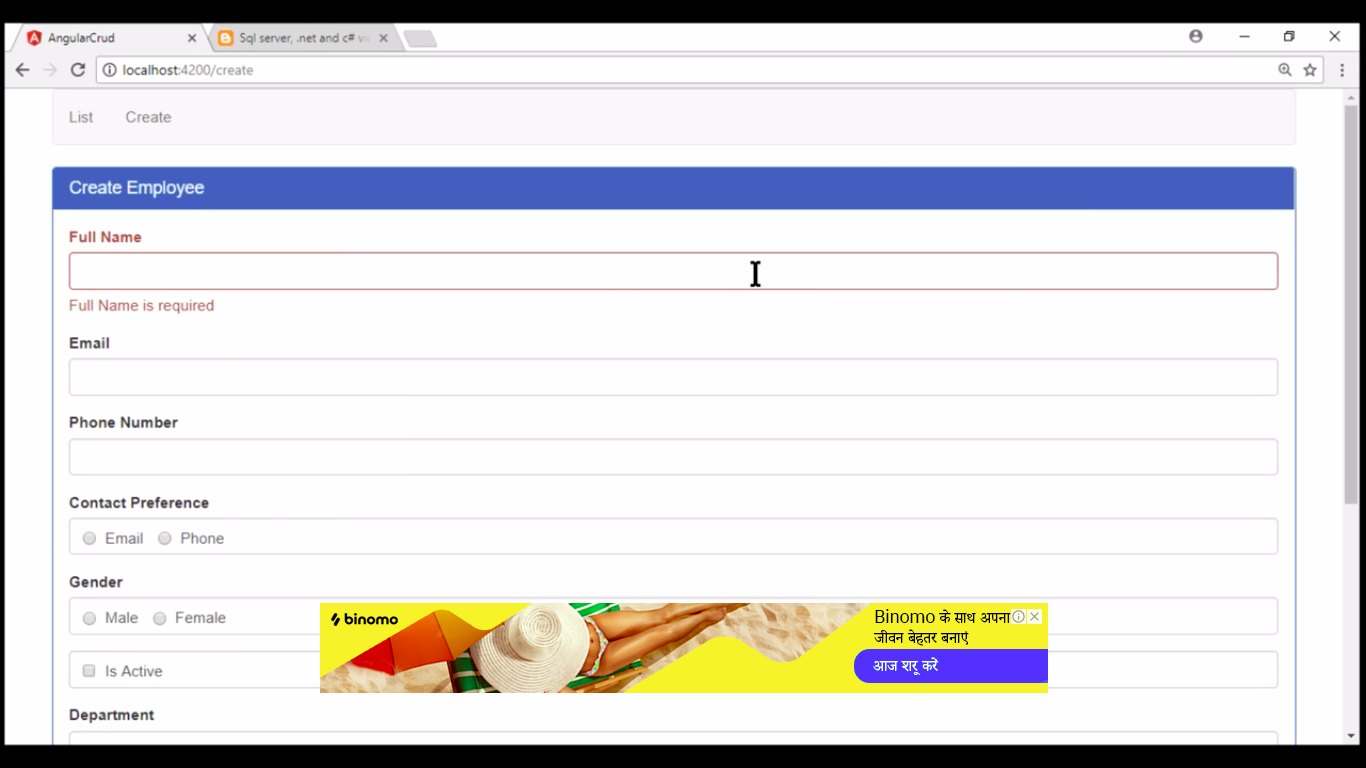 AngularCrud
Sql server, .net and c# vi
localhost:4200/create
List Create
Create Employee
Full Name
Full Name is required
Email
Phone Number
Contact Preference
Email Phone
Gender
Male Female
Is Active
Department
binomo
Binomo के साथ अपना
जीवन बेहतर बनाएं
आज शरू करे